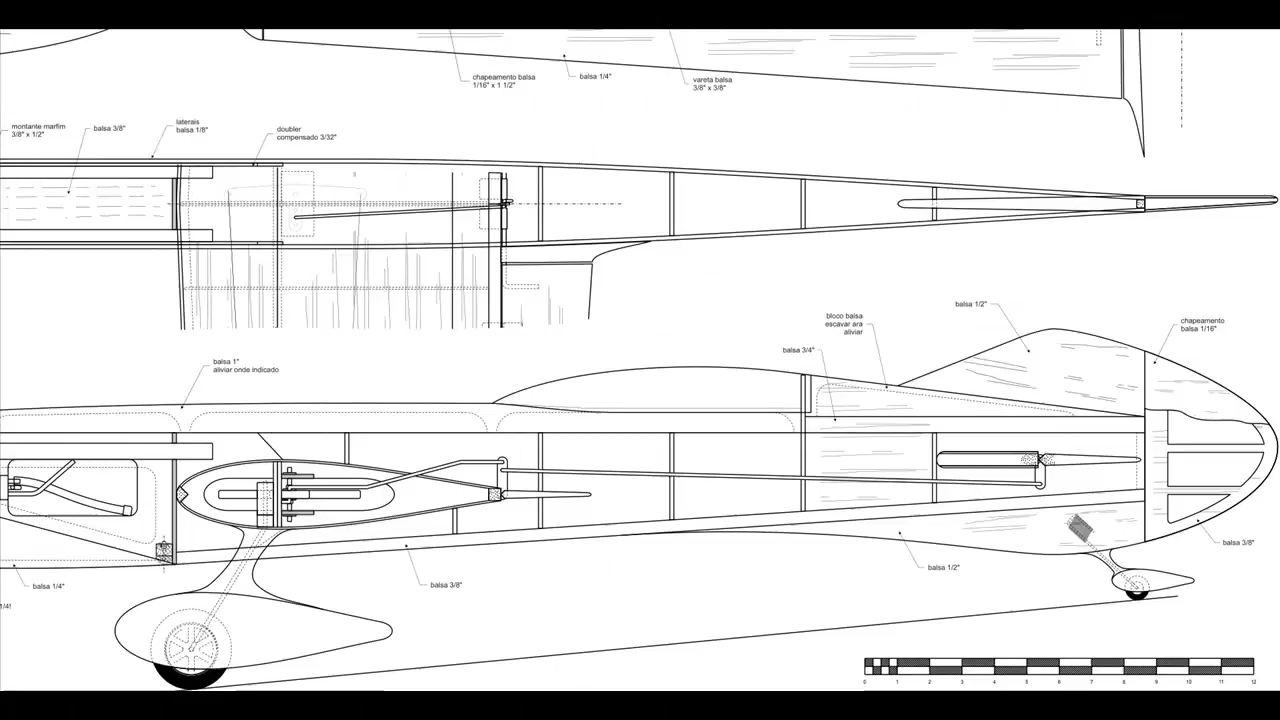 chapeamento balsa
1/16" x 1 1/2"
balsa 1/4"
vareta balsa
3/8" x 3/8"
montante marfim
3/8" x 1/2"
balsa 3/8"
laterais
balsa 1/8"
doubler
compensado 3/32"
balsa 1/2"
bloco balsa
escavar ara
aliviar
chapeamento
balsa 1/16"
balsa 3/4"
balsa 1"
aliviar onde indicado
balsa 3/8"
balsa 1/2"
balsa 3/8"
balsa 1/4"
1/4!
0 1 2 3 4 5 6 7 8 9 10 11 12